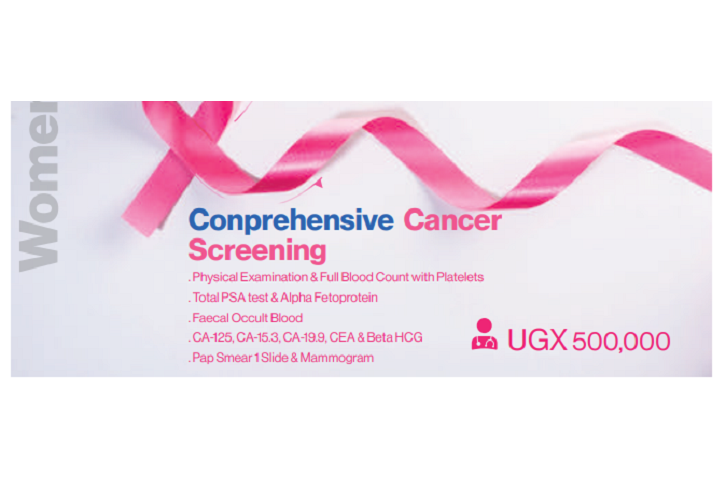 Women
Conprehensive Cancer
Screening
. Physical Examination & Full Blood Count with Platelets
. Total PSA test & Alpha Fetoprotein
. Faecal Occult Blood
. CA-125, CA-15.3, CA-19.9, CEA & Beta HCG
. Pap Smear 1 Slide & Mammogram
UGX 500,000